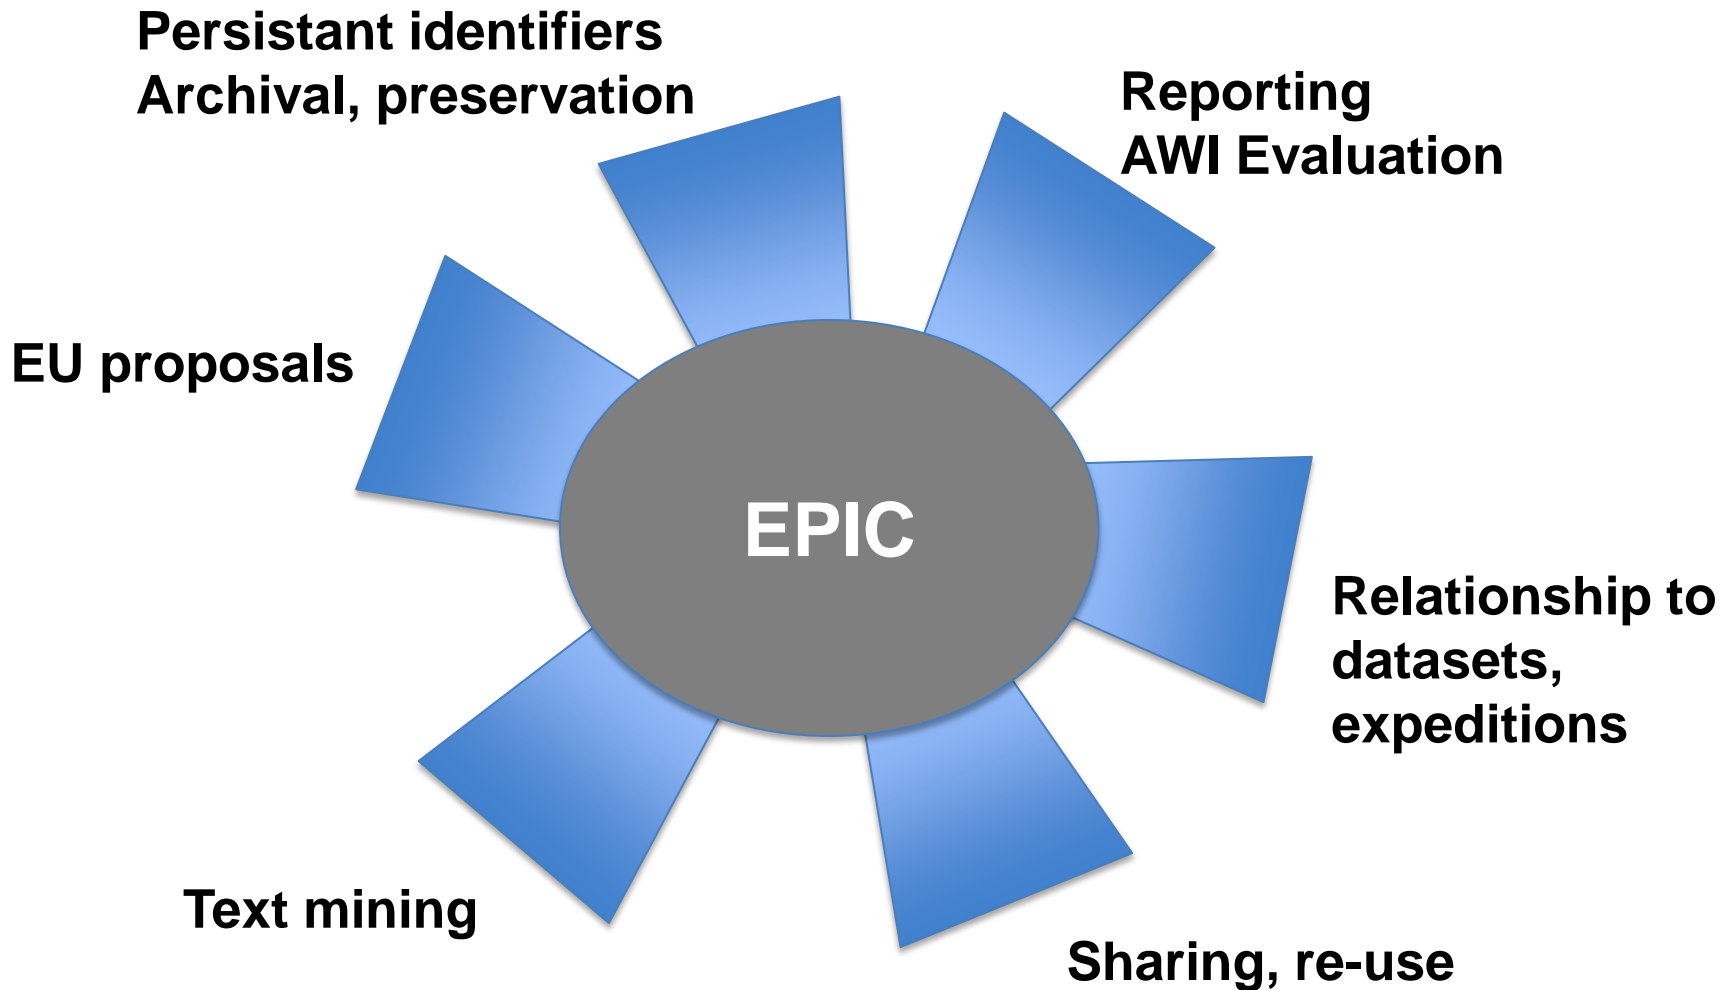 Persistant identifiers
Archival, preservation
Reporting
AWI Evaluation
EU proposals
EPIC
Relationship to
datasets,
expeditions
Text mining
Sharing, re-use